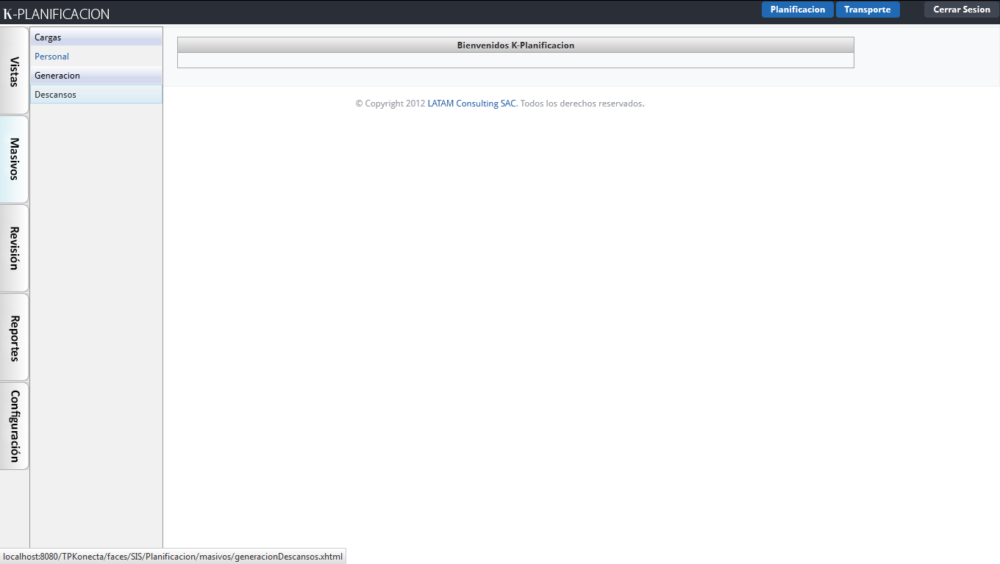 K-PLANIFICACION
Planificacion
Transporte
Cerrar Sesion
Vistas
Masivos
Revisión
Reportes
Configuración
Cargas
Personal
Generacion
Descansos
Bienvenidos K-Planificacion
© Copyright 2012 LATAM Consulting SAC. Todos los derechos reservados.
localhost:8080/TPKonecta/faces/SIS/Planificacion/masivos/generacionDescansos.xhtml